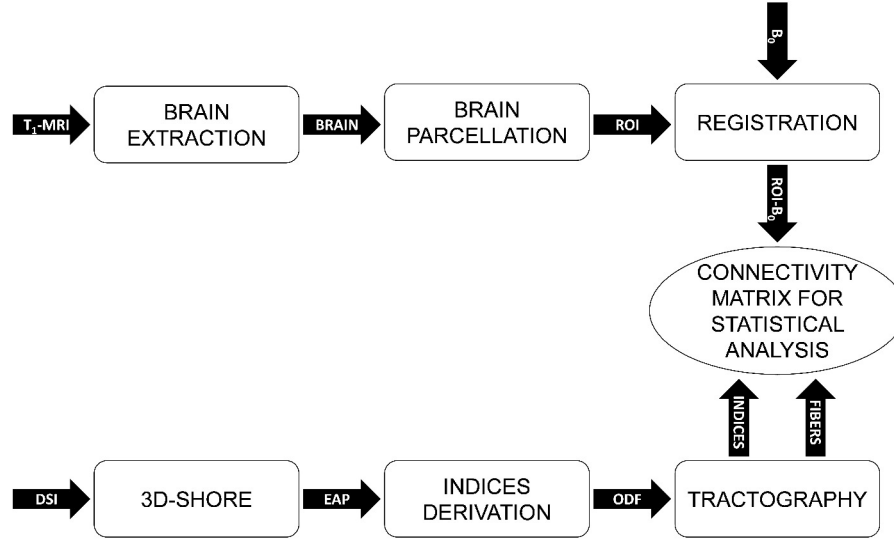 B₀
T₁-MRI
BRAIN
EXTRACTION
BRAIN
BRAIN
PARCELLATION
ROI
REGISTRATION
ROI-B₀
CONNECTIVITY
MATRIX FOR
STATISTICAL
ANALYSIS
INDICES
FIBERS
DSI
3D-SHORE
EAP
INDICES
DERIVATION
ODF
TRACTOGRAPHY